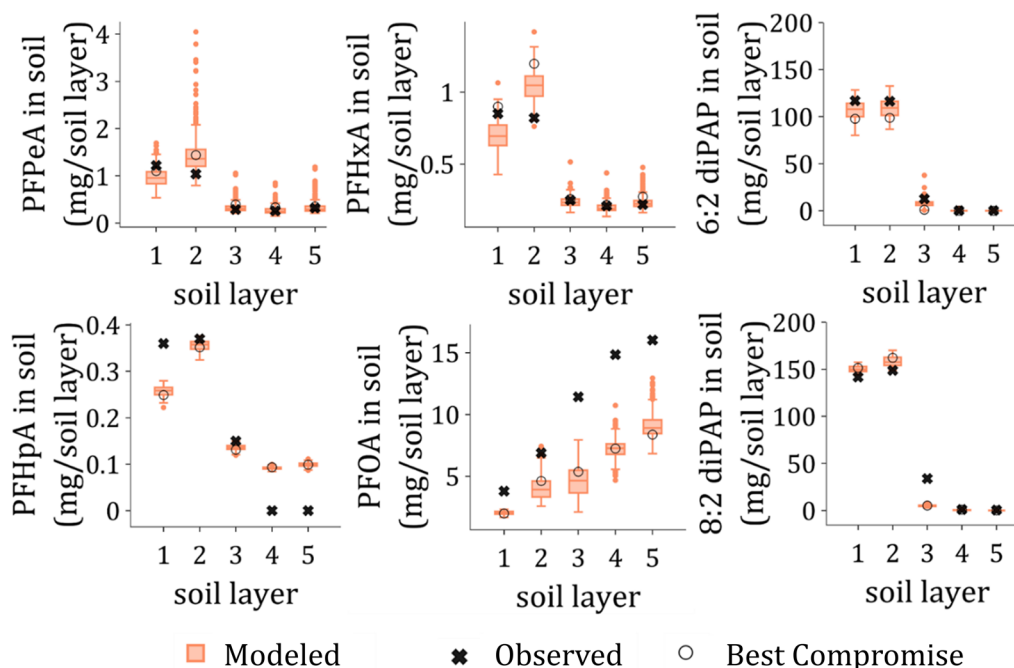 PFPeA in soil
(mg/soil layer)
4
3
2
1
0
1 2 3 4 5
soil layer
PFHxA in soil
(mg/soil layer)
1
0.5
1 2 3 4 5
soil layer
6:2 diPAP in soil
(mg/soil layer)
200
150
100
50
0
1 2 3 4 5
soil layer
PFHpA in soil
(mg/soil layer)
0.4
0.3
0.2
0.1
0
1 2 3 4 5
soil layer
PFOA in soil
(mg/soil layer)
15
10
5
1 2 3 4 5
soil layer
8:2 diPAP in soil
(mg/soil layer)
200
150
100
50
0
1 2 3 4 5
soil layer
Modeled Observed Best Compromise